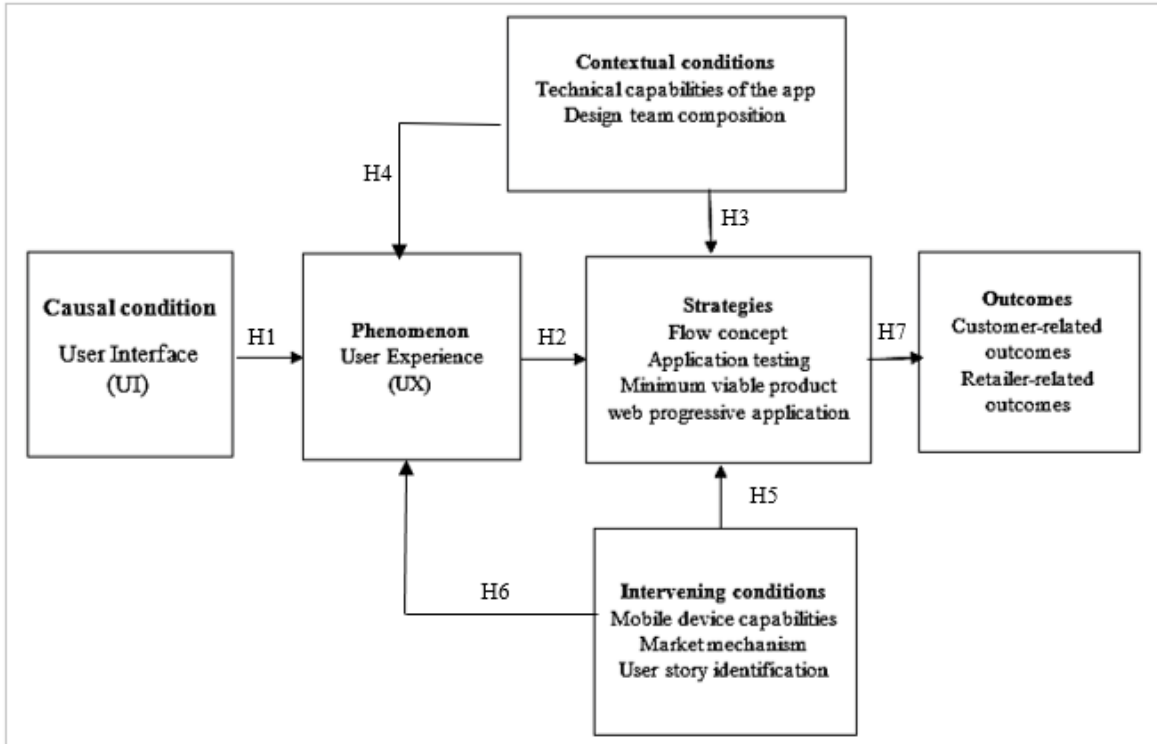 Contextual conditions
Technical capabilities of the app
Design team composition
H4
H3
Causal condition
User Interface
(UI)
H1
Phenomenon
User Experience
(UX)
H2
Strategies
Flow concept
Application testing
Minimum viable product
web progressive application
H7
Outcomes
Customer-related
outcomes
Retailer-related
outcomes
H5
H6
Intervening conditions
Mobile device capabilities
Market mechanism
User story identification